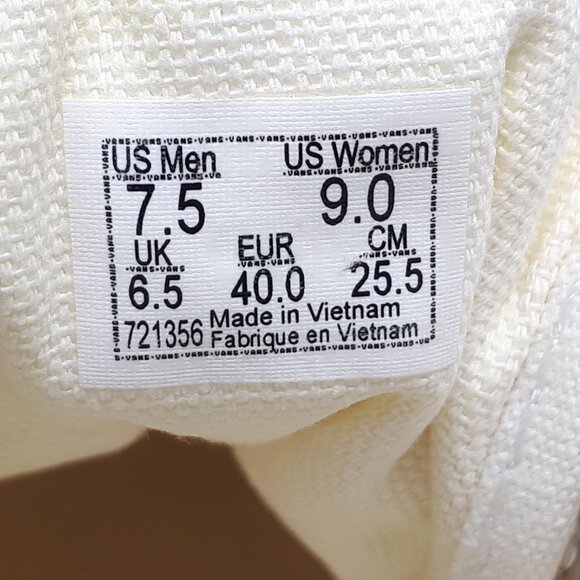 US Men US Women
7.5 9.0
UK EUR CM
6.5 40.0 25.5
721356 Made in Vietnam
Fabrique en Vietnam